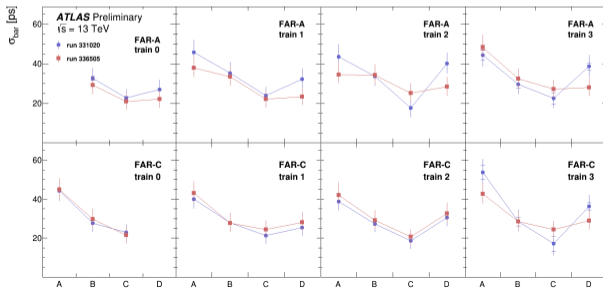 σbar [ps]
ATLAS Preliminary
√s = 13 TeV
run 331020
run 336505
FAR-A
train 0
FAR-A
train 1
FAR-A
train 2
FAR-A
train 3
60
40
20
FAR-C
train 0
FAR-C
train 1
FAR-C
train 2
FAR-C
train 3
60
40
20
A B C D A B C D A B C D A B C D